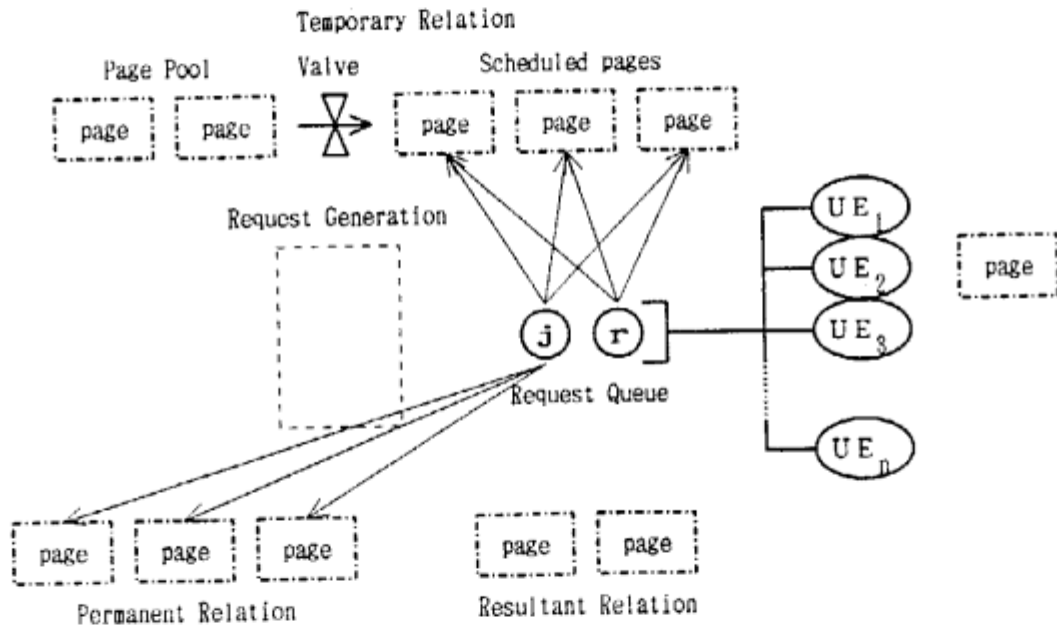 Temporary Relation
Page Pool
Valve
Scheduled pages
page
page
page
page
page
Request Generation
UE1
UE2
page
j
r
UE3
Request Queue
UEn
page
page
page
page
page
Permanent Relation
Resultant Relation